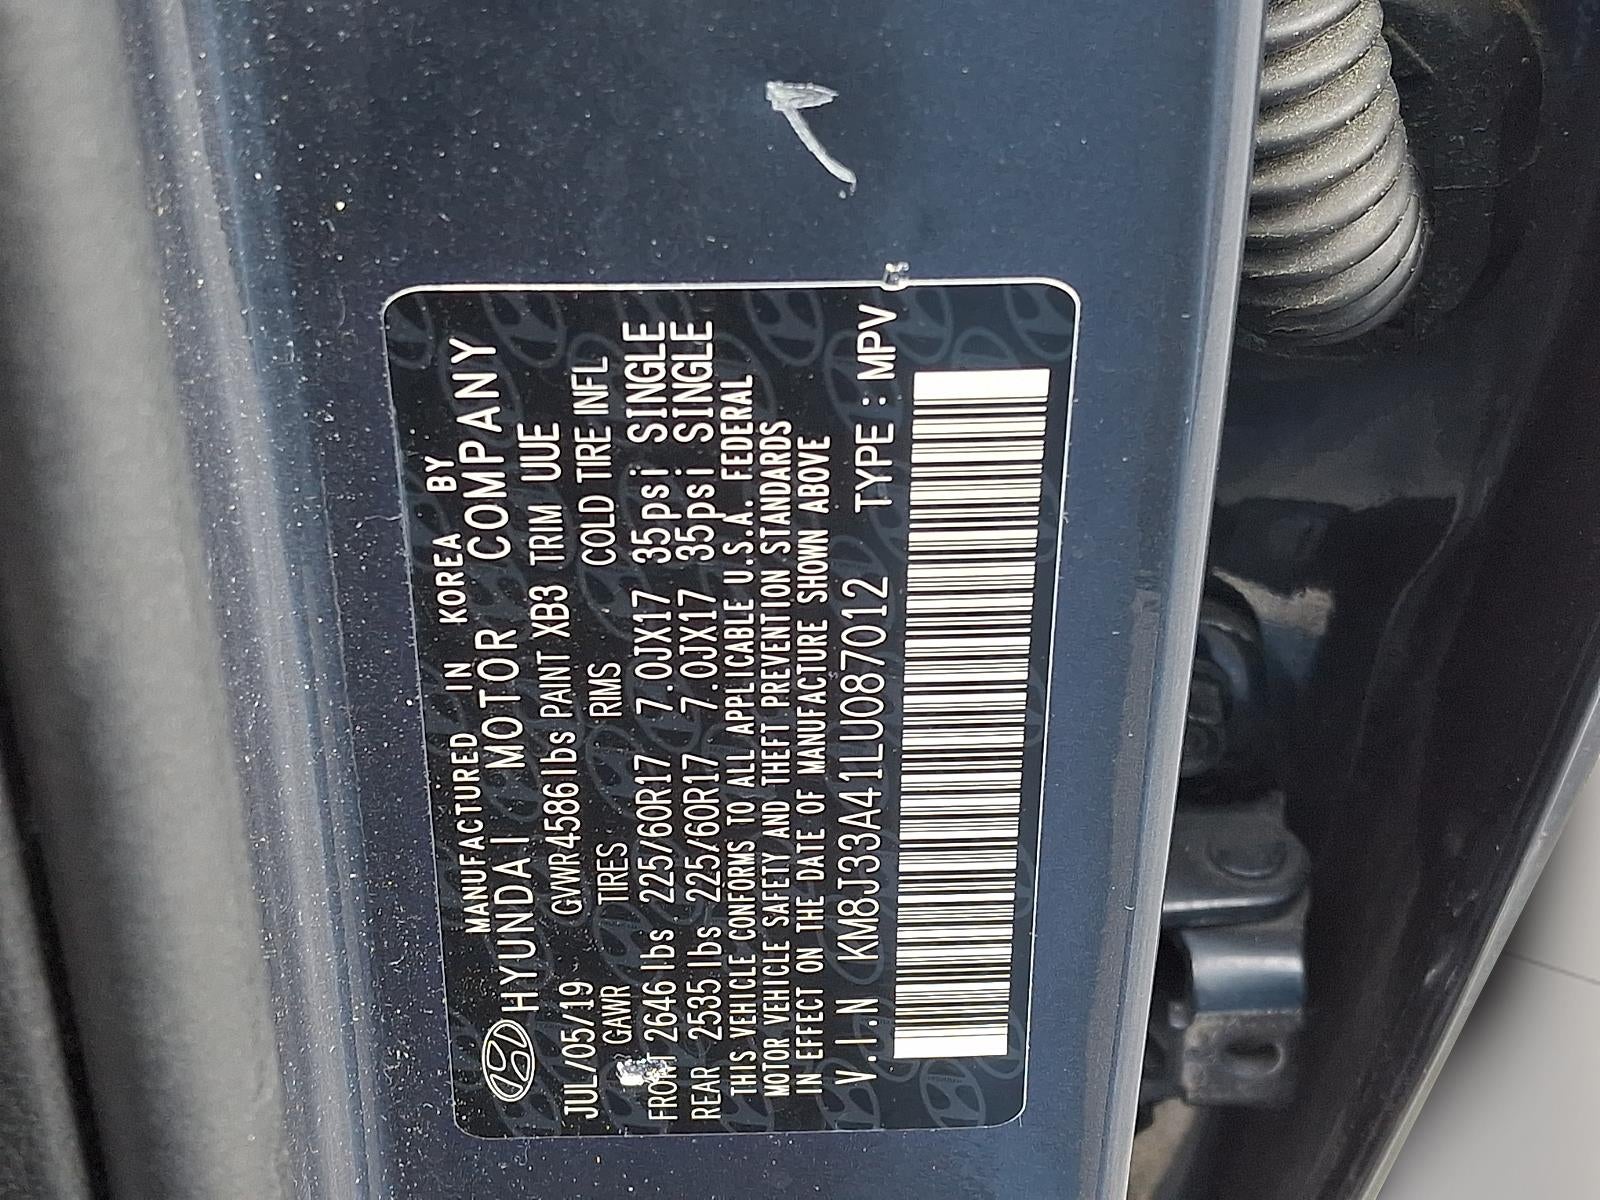 MANUFACTURED IN KOREA BY
HYUNDAI MOTOR COMPANY
JUL/05/19 GVWR4586lbs PAINT XB3 TRIM UUE
GAWR TIRES RIMS COLD TIRE INFL
FRONT 2646lbs 225/60R17 7.0JX17 35psi SINGLE
REAR 2535lbs 225/60R17 7.0JX17 35psi SINGLE
THIS VEHICLE CONFORMS TO ALL APPLICABLE U.S.A. FEDERAL
MOTOR VEHICLE SAFETY AND THEFT PREVENTION STANDARDS
IN EFFECT ON THE DATE OF MANUFACTURE SHOWN ABOVE
V.I.N KM8J33A41LU087012 TYPE:MPV